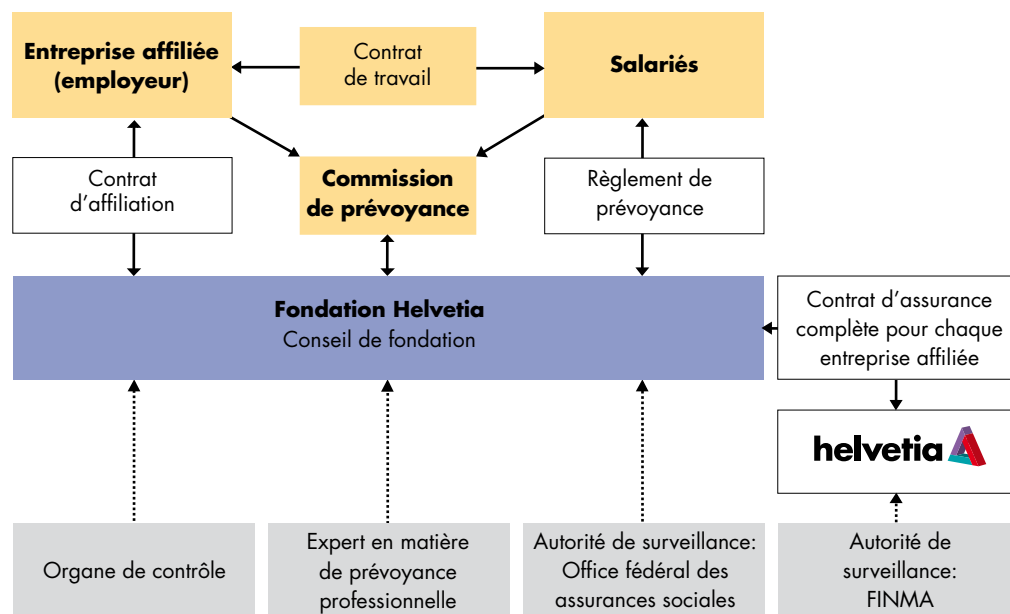 Entreprise affiliée
(employeur)
Contrat
de travail
Salariés
Contrat
d’affiliation
Commission
de prévoyance
Règlement de
prévoyance
Fondation Helvetia
Conseil de fondation
Contrat d’assurance
complète pour chaque
entreprise affiliée
helvetia
Organe de contrôle
Expert en matière
de prévoyance
professionnelle
Autorité de surveillance:
Office fédéral des
assurances sociales
Autorité de
surveillance:
FINMA